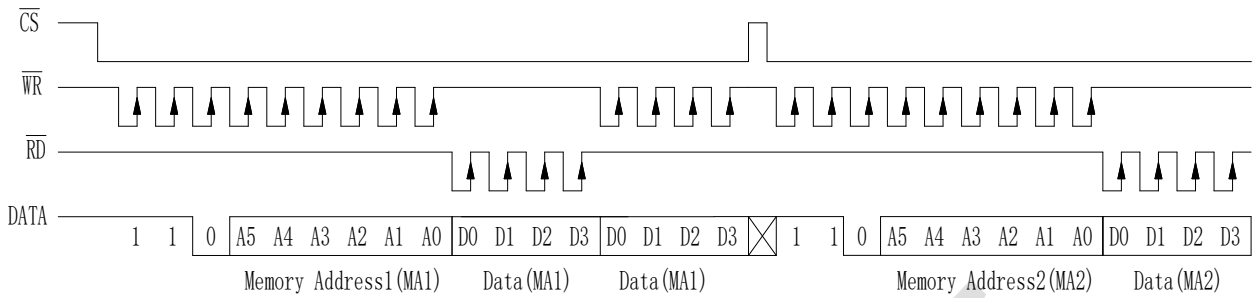 CS
WR
RD
DATA 1 1 0 A5 A4 A3 A2 A1 A0 D0 D1 D2 D3 D0 D1 D2 D3 1 1 0 A5 A4 A3 A2 A1 A0 D0 D1 D2 D3
Memory Address1(MA1) Data(MA1) Data(MA1) Memory Address2(MA2) Data(MA2)